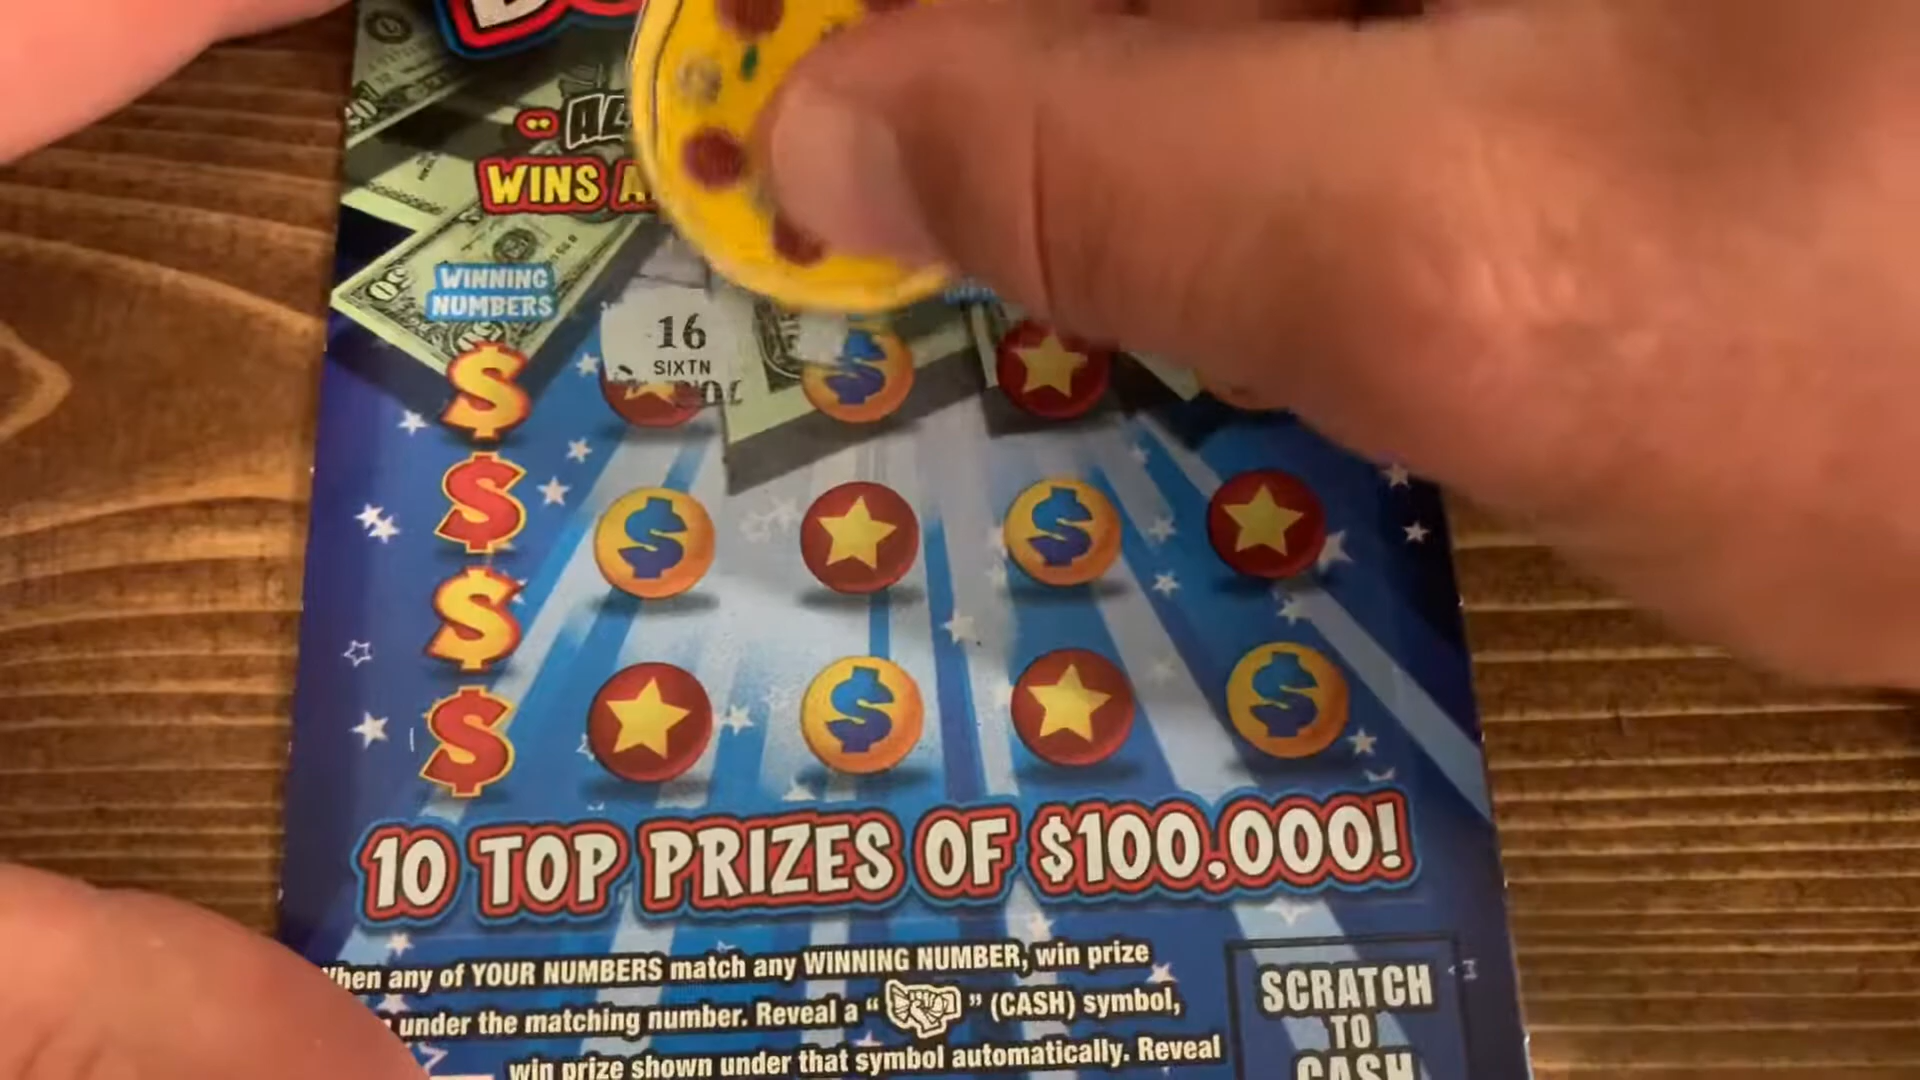 WINS
WINNING
NUMBERS
16
SIXTN
10 TOP PRIZES OF $100,000!
When any of YOUR NUMBERS match any WINNING NUMBER, win prize
under the matching number. Reveal a " " (CASH) symbol,
win prize shown under that symbol automatically. Reveal
SCRATCH
TO
CASH